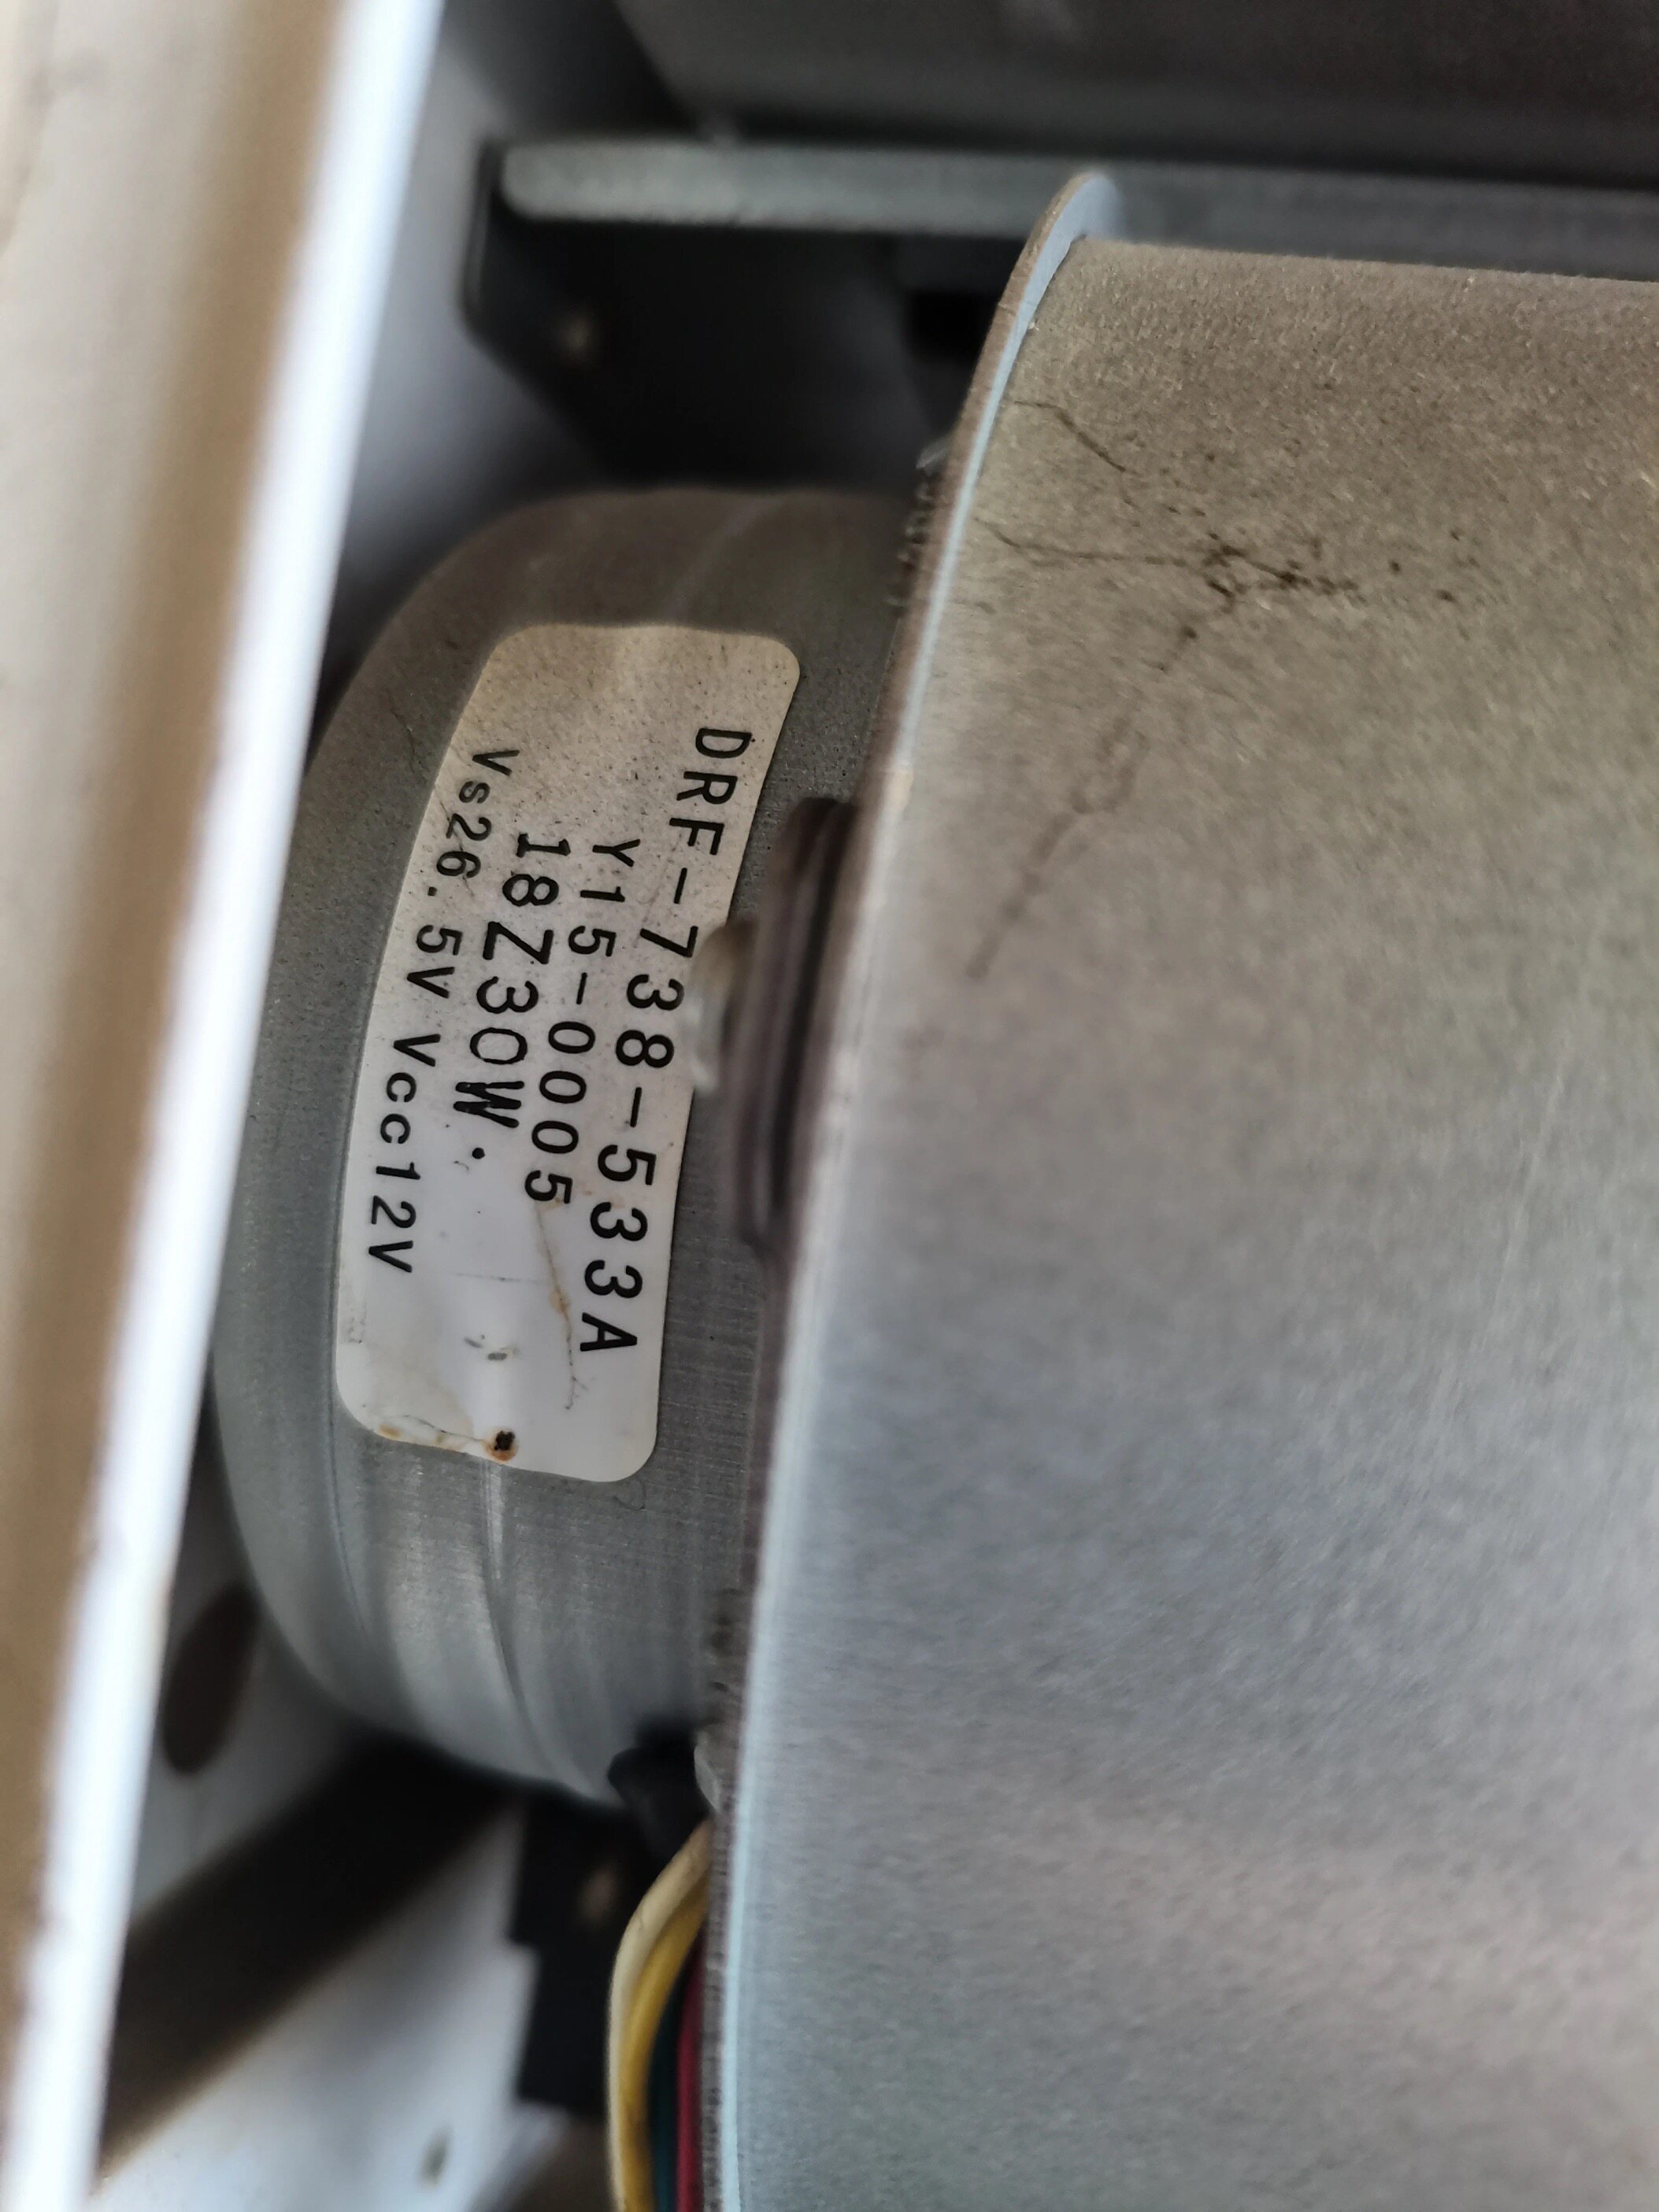 DRF-738-533A
Y15-00005
18Z30W.
Vs26.5V Vcc12V